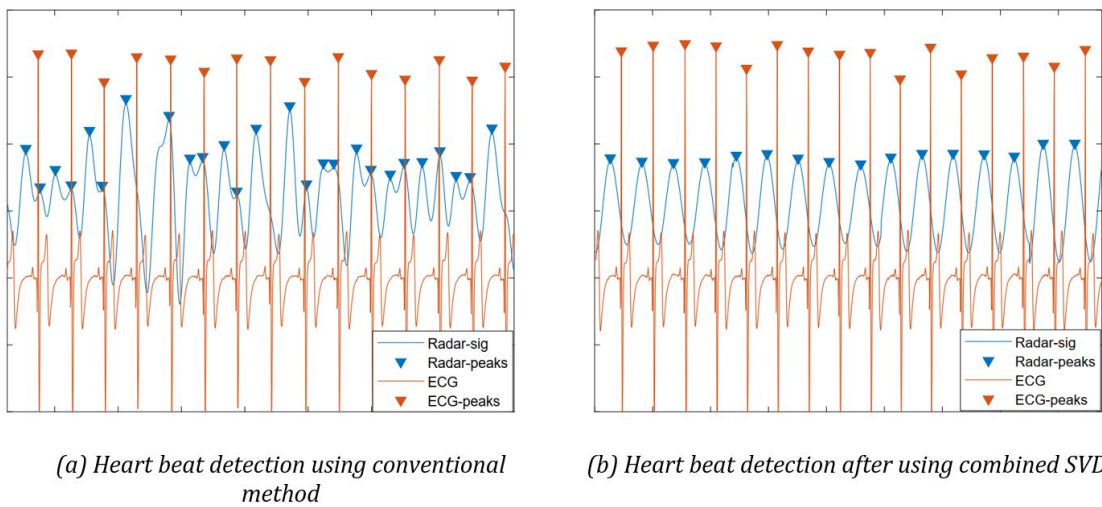 Radar-sig
Radar-peaks
ECG
ECG-peaks
Radar-sig
Radar-peaks
ECG
ECG-peaks
(a) Heart beat detection using conventional
method
(b) Heart beat detection after using combined SVD